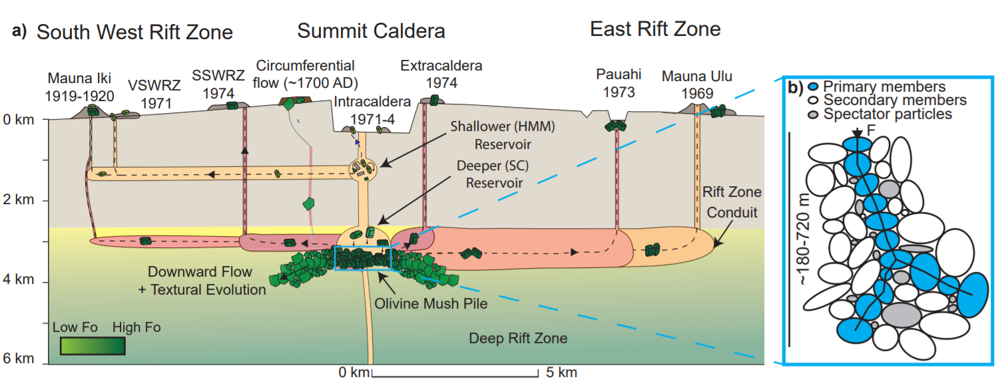 a) South West Rift Zone
Summit Caldera
East Rift Zone
Mauna Iki
1919-1920
VSWRZ
1971
SSWRZ
1974
Circumferential
flow (~1700 AD)
Intracaldera
1971-4
Extracaldera
1974
Pauahi
1973
Mauna Ulu
1969
0 km
2 km
4 km
6 km
Shallower (HMM)
Reservoir
Deeper (SC)
Reservoir
Rift Zone
Conduit
Downward Flow
+ Textural Evolution
Olivine Mush Pile
Low Fo High Fo
Deep Rift Zone
0 km 5 km
b) Primary members
Secondary members
Spectator particles
F
~180-720 m